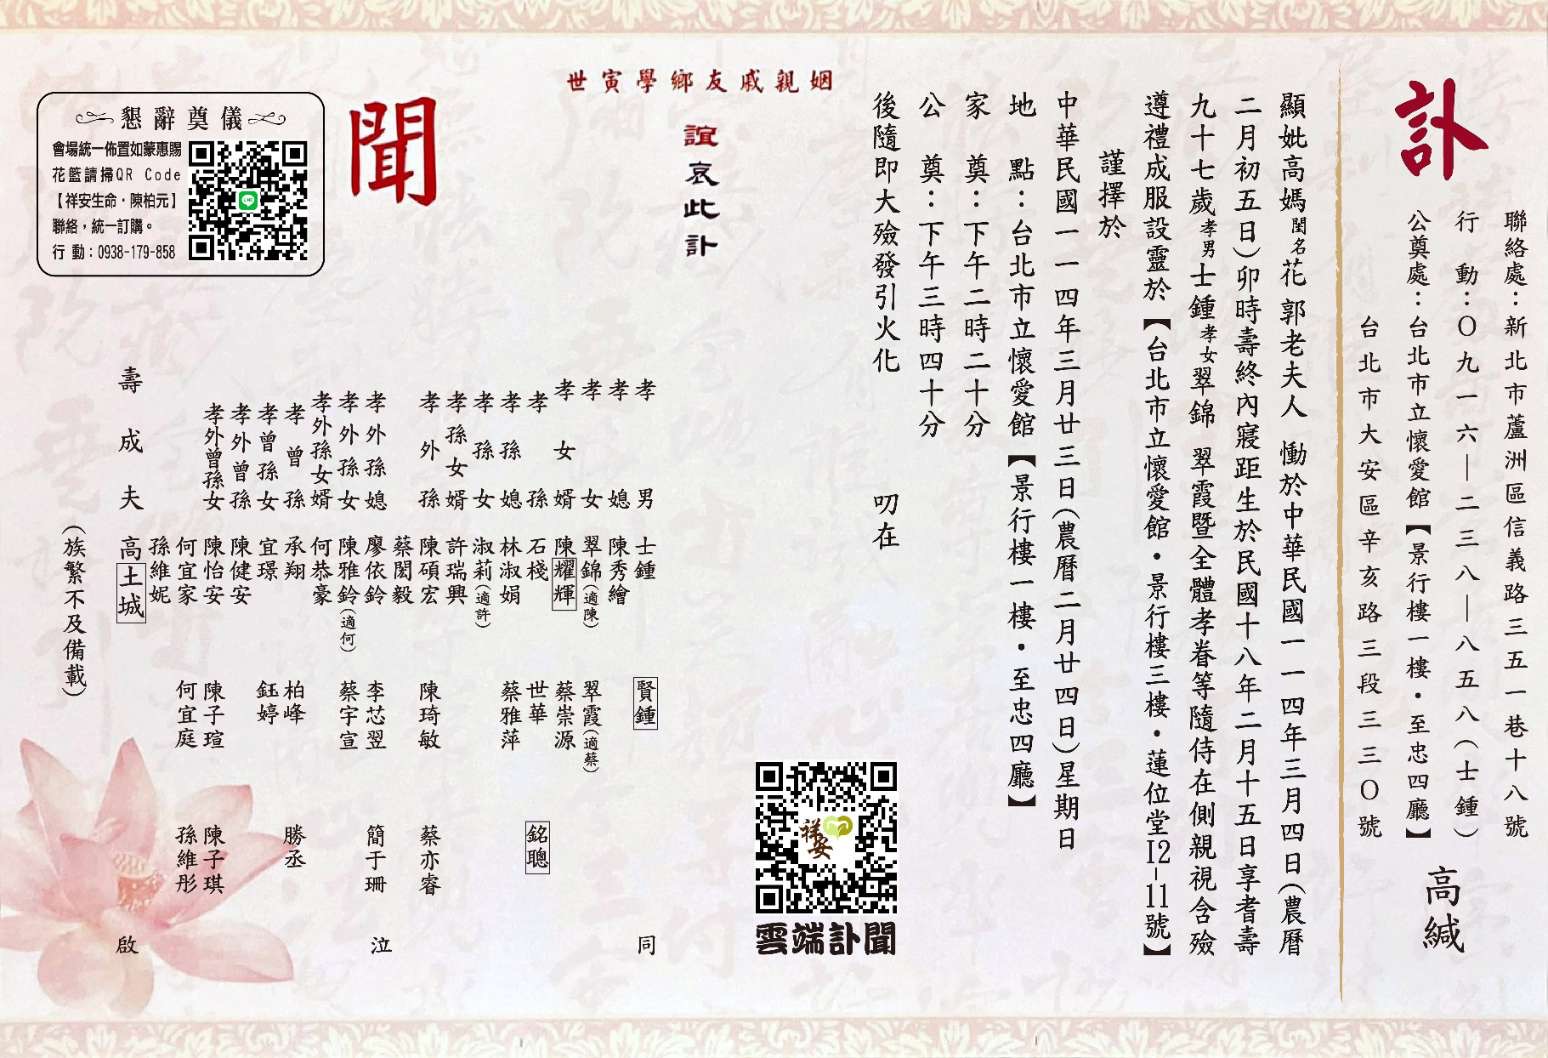 訃
聯絡處：新北市蘆洲區信義路三五一巷十八號
行　動：０九一六—二三八—八五八(士鍾)
公奠處：台北市立懷愛館【景行樓一樓・至忠四廳】
台北市大安區辛亥路三段三三０號
高緘
顯妣高媽閨名花 郭老夫人 慟於中華民國一一四年三月四日(農曆
二月初五日)卯時壽終內寢距生於民國十八年二月十五日享耆壽
九十七歲孝男士鍾孝女翠錦 翠霞暨全體孝眷等隨侍在側親視含殮
遵禮成服設靈於【台北市立懷愛館・景行樓三樓・蓮位堂I2-11號】
謹擇於
中華民國一一四年三月廿三日(農曆二月廿四日)星期日
地　點：台北市立懷愛館【景行樓一樓・至忠四廳】
家　奠：下午二時二十分
公　奠：下午三時四十分
後隨即大殮發引火化　叨在
世寅學鄉友戚親姻
誼哀此訃
聞
雲端訃聞
祥安
孝男 士鍾 賢鍾 同
孝媳 陳秀繪
孝女 翠錦(適陳) 翠霞(適蔡)
孝女婿 陳耀輝 蔡崇源
孝孫 石棧 世華 銘聰
孝孫媳 林淑娟 蔡雅萍
孝孫女 淑莉(適許)
孝孫女婿 許瑞興
孝外孫 陳碩宏 陳琦敏 蔡亦睿
蔡閎毅
孝外孫媳 廖依鈴 李芯翌 簡于珊 泣
孝外孫女 陳雅鈴(適何) 蔡宇宣
孝外孫女婿 何恭豪
孝曾孫 承翔 柏峰 勝丞
孝曾孫女 宜璟 鈺婷
孝外曾孫 陳健安
孝外曾孫女 陳怡安 陳子瑄 陳子琪
何宜家 何宜庭 孫維彤
孫維妮
壽成夫 高土城 啟
(族繁不及備載)
懇辭奠儀
會場統一佈置如蒙惠賜
花籃請掃QR Code
【祥安生命・陳柏元】
聯絡，統一訂購。
行 動：0938-179-858